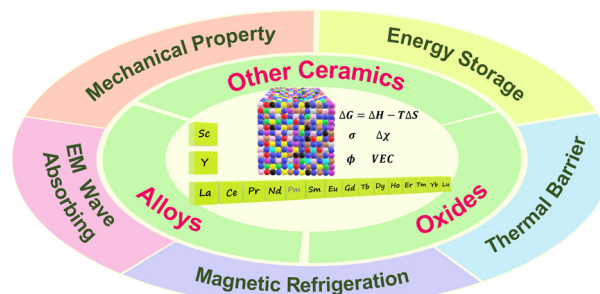 Mechanical Property
Energy Storage
Other Ceramics
ΔG = ΔH − TΔS
σ Δχ
ϕ VEC
Sc
Y
La Ce Pr Nd Pm Sm Eu Gd Tb Dy Ho Er Tm Yb Lu
EM Wave
Absorbing
Alloys
Oxides
Thermal Barrier
Magnetic Refrigeration